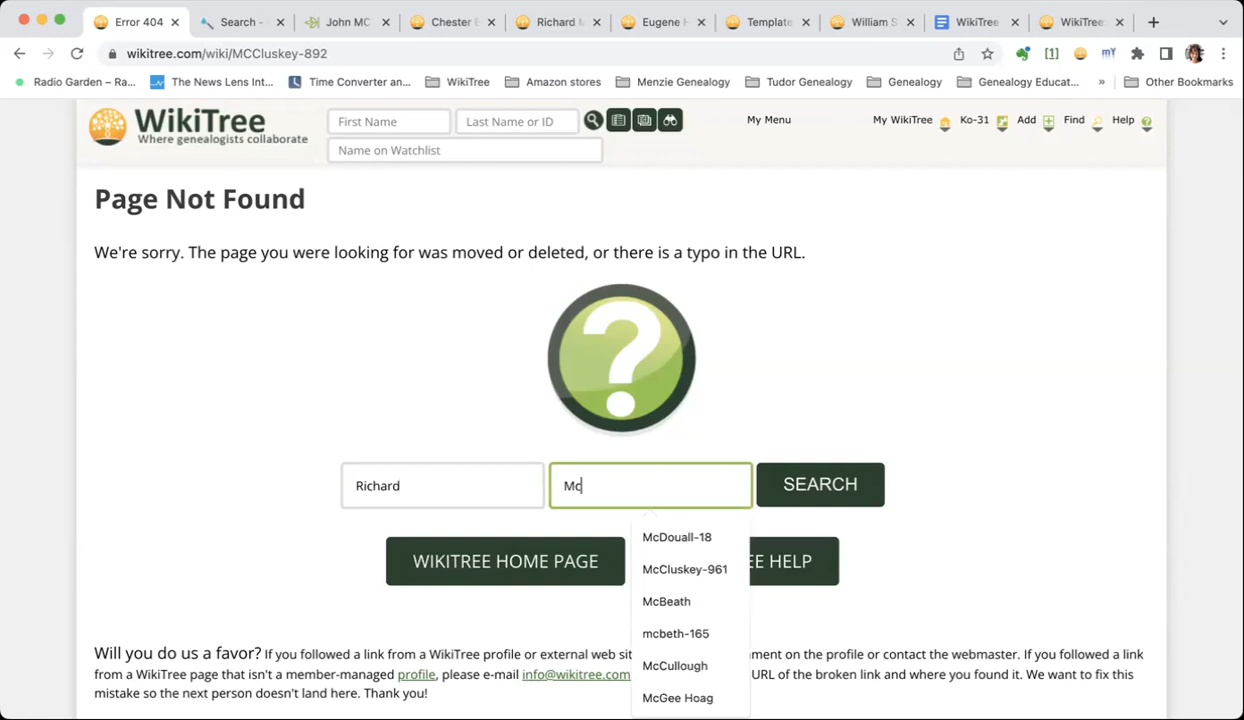 Error 404
Search -
John MC
Chester E
Richard M
Eugene H
Template
William S
WikiTree
WikiTree:
wikitree.com/wiki/MCCluskey-892
[1]
mY
Radio Garden – Ra...
The News Lens Int...
Time Converter an...
WikiTree
Amazon stores
Menzie Genealogy
Tudor Genealogy
Genealogy
Genealogy Educat...
»
Other Bookmarks
WikiTree
Where genealogists collaborate
First Name
Last Name or ID
Name on Watchlist
My Menu
My WikiTree
Ko-31
Add
Find
Help
Page Not Found
We're sorry. The page you were looking for was moved or deleted, or there is a typo in the URL.
?
Richard
Mc
SEARCH
McDouall-18
McCluskey-961
McBeath
mcbeth-165
McCullough
McGee Hoag
WIKITREE HOME PAGE
EE HELP
Will you do us a favor? If you followed a link from a WikiTree profile or external web sit
ment on the profile or contact the webmaster. If you followed a link
from a WikiTree page that isn't a member-managed profile, please e-mail info@wikitree.com
URL of the broken link and where you found it. We want to fix this
mistake so the next person doesn't land here. Thank you!